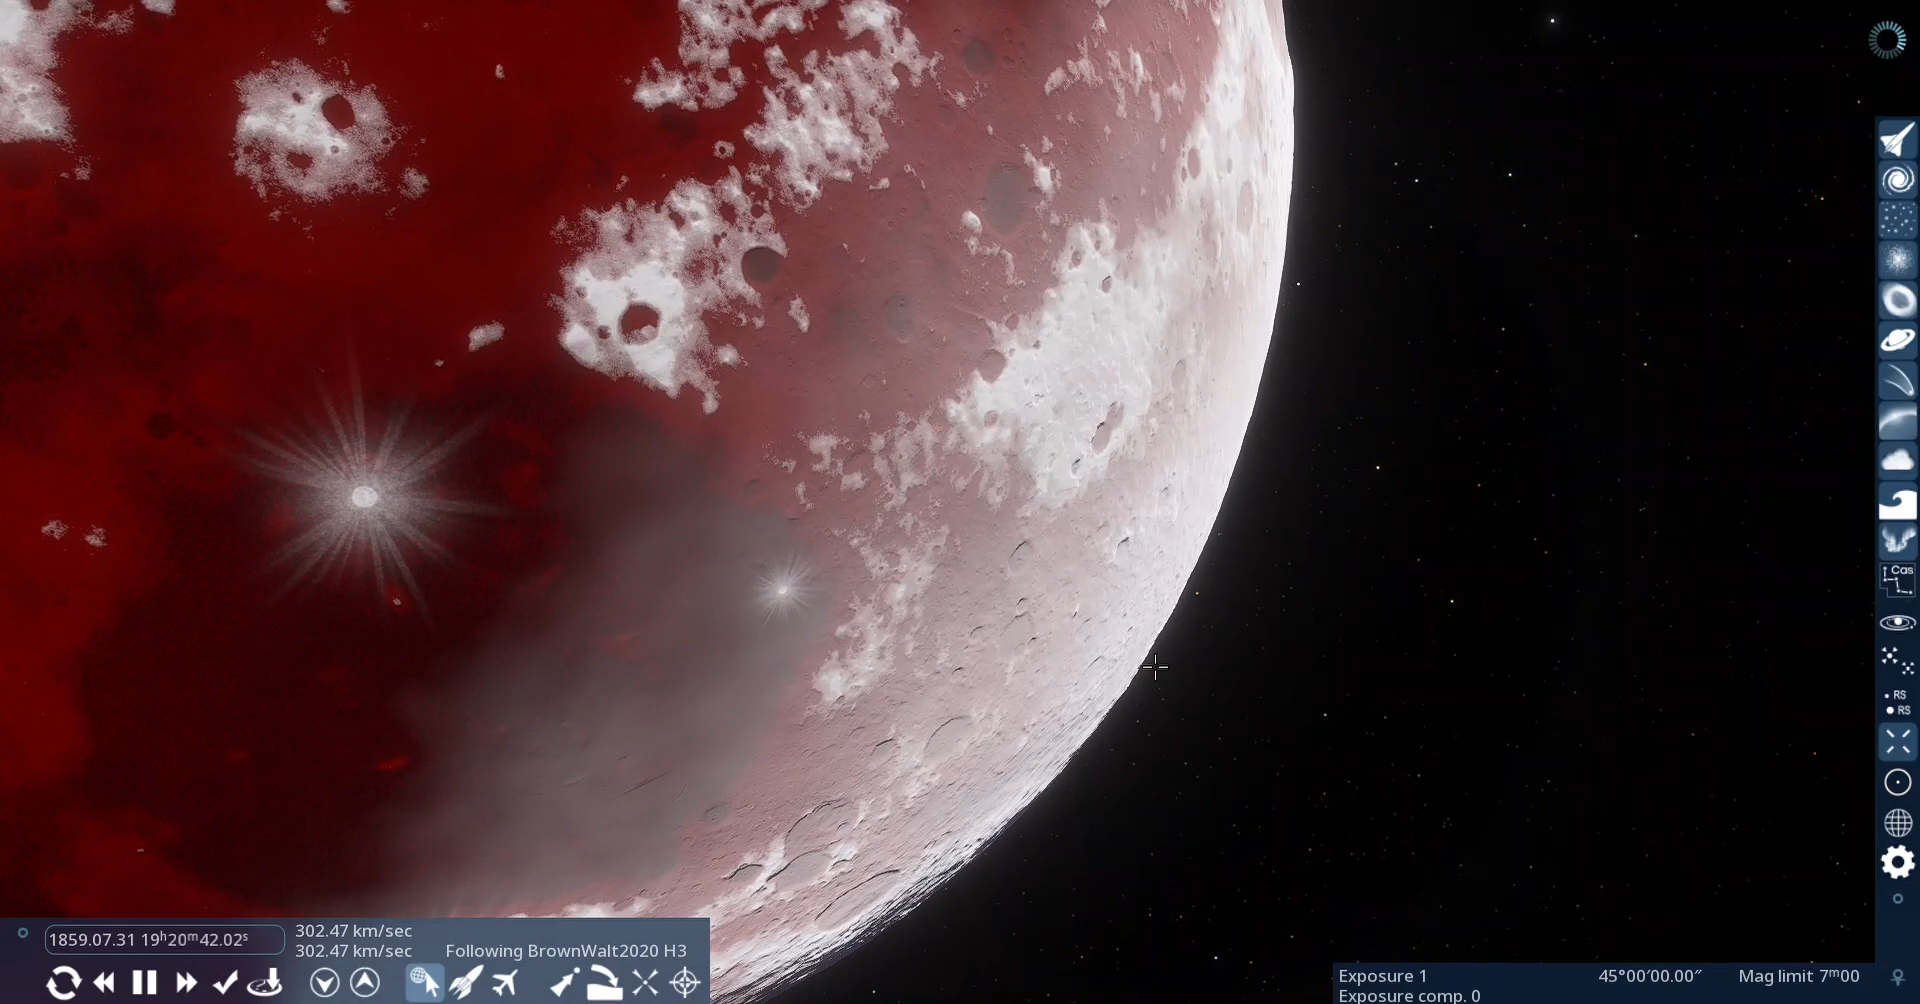 Cas
RS
RS
1859.07.31 19ʰ20ᵐ42.02ˢ
302.47 km/sec
302.47 km/sec Following BrownWalt2020 H3
Exposure 1 45°00′00.00″ Mag limit 7ᵐ00
Exposure comp. 0